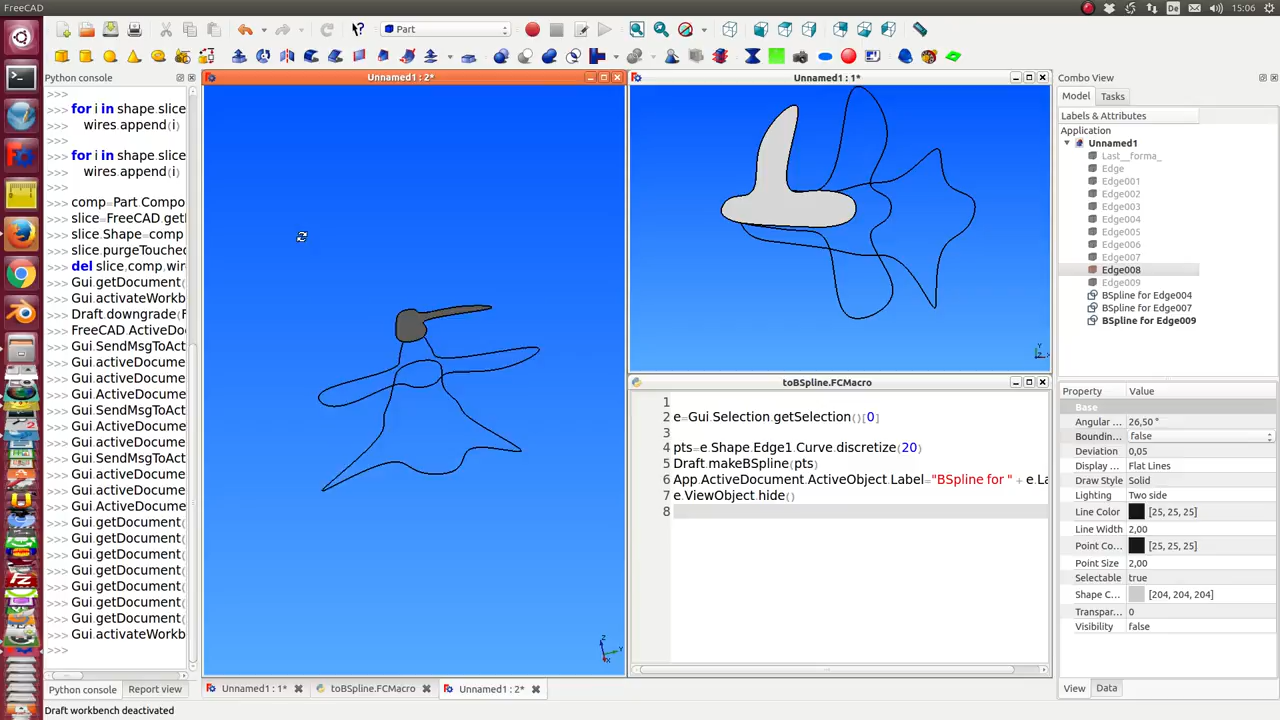 FreeCAD
De
15:06
Part
Python console
Unnamed1 : 2*
Unnamed1 : 1*
Combo View
>>>
>>> for i in shape slice
wires.append(i)
>>>
>>> for i in shape.slice
wires.append(i)
>>>
>>> comp=Part Compo
>>> slice=FreeCAD.getD
>>> slice.Shape=comp
>>> slice.purgeTouched
>>> del slice,comp,wire
>>> Gui.getDocument(
>>> Gui.activateWorkb
>>> Draft.downgrade(F
>>> FreeCAD.ActiveDo
>>> Gui.SendMsgToAct
>>> Gui.activeDocume
>>> Gui.activeDocume
>>> Gui.ActiveDocume
>>> Gui.SendMsgToAct
>>> Gui.ActiveDocume
>>> Gui.activeDocume
>>> Gui.SendMsgToAct
>>> Gui.activeDocume
>>> Gui.activeDocume
>>> Gui.ActiveDocume
>>> Gui.getDocument(
>>> Gui.getDocument(
>>> Gui.getDocument(
>>> Gui.getDocument(
>>> Gui.getDocument(
>>> Gui.getDocument(
>>> Gui.getDocument(
>>> Gui.activateWorkb
>>>
Model
Tasks
Labels & Attributes
Application
Unnamed1
Last__forma_
Edge
Edge001
Edge002
Edge003
Edge004
Edge005
Edge006
Edge007
Edge008
Edge009
BSpline for Edge004
BSpline for Edge007
BSpline for Edge009
toBSpline.FCMacro
1
2 e=Gui.Selection.getSelection()[0]
3
4 pts=e.Shape.Edge1.Curve.discretize(20)
5 Draft.makeBSpline(pts)
6 App.ActiveDocument.ActiveObject.Label="BSpline for " + e.La
7 e.ViewObject.hide()
8
Property Value
Base
Angular ... 26,50 °
Boundin... false
Deviation 0,05
Display ... Flat Lines
Draw Style Solid
Lighting Two side
Line Color [25, 25, 25]
Line Width 2,00
Point Co... [25, 25, 25]
Point Size 2,00
Selectable true
Shape C... [204, 204, 204]
Transpar... 0
Visibility false
Python console
Report view
Unnamed1 : 1*
toBSpline.FCMacro
Unnamed1 : 2*
View
Data
Draft workbench deactivated